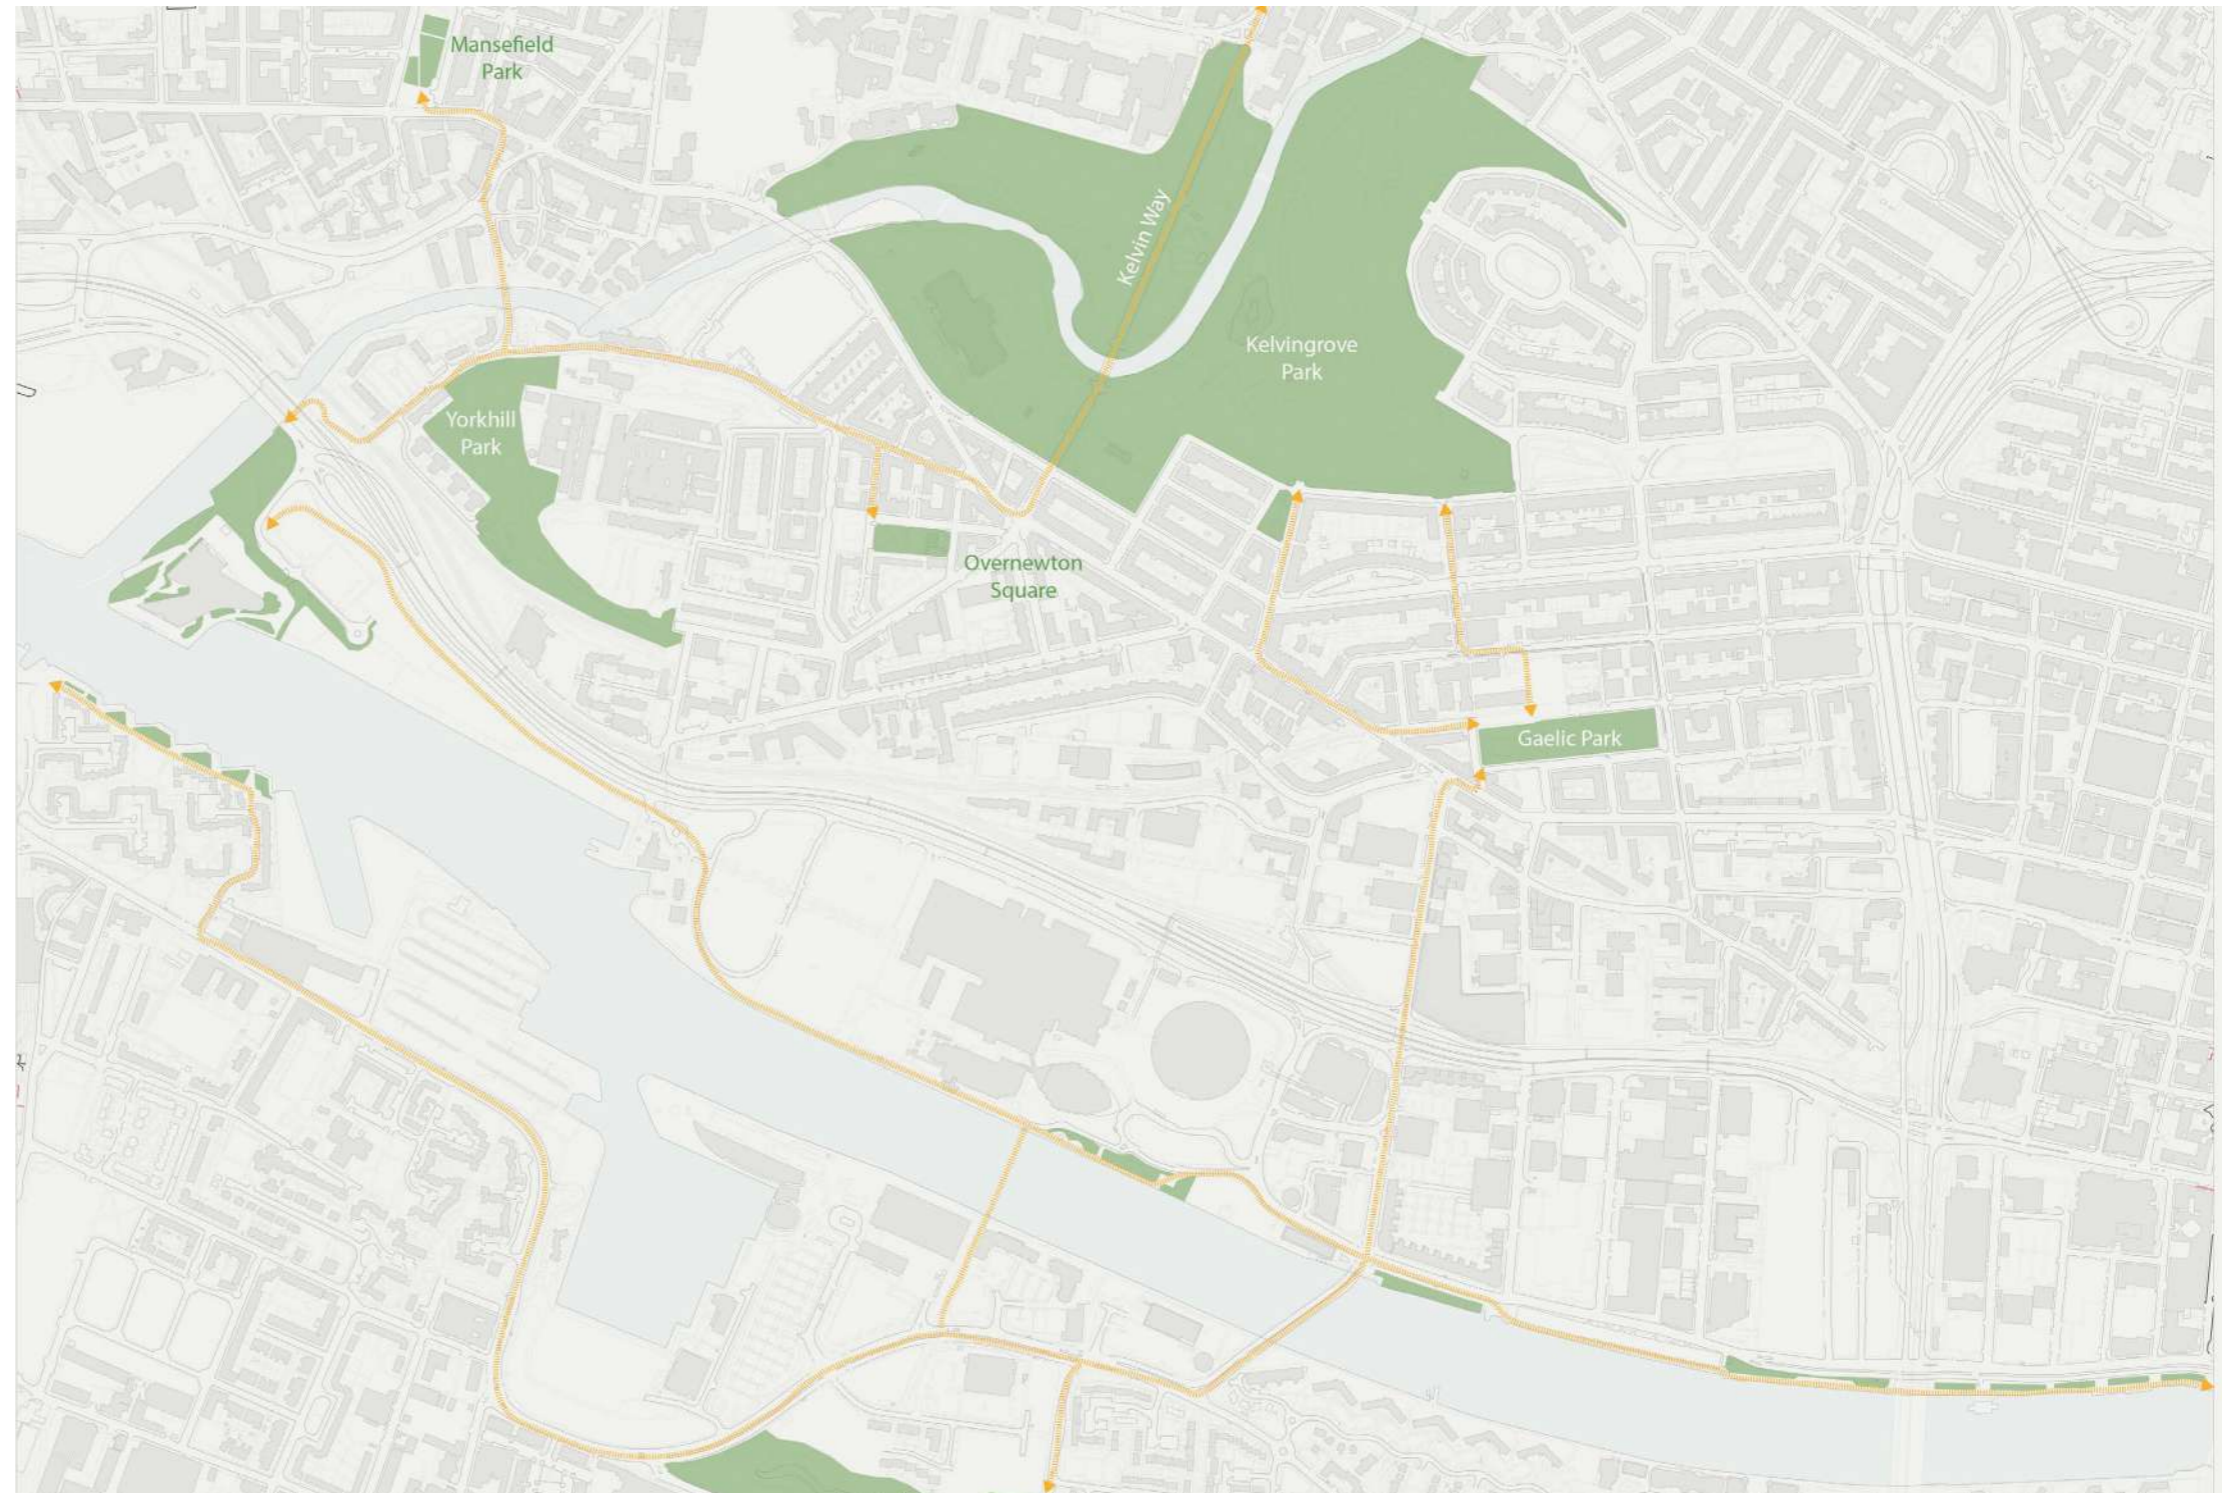 Mansefield
Park
Kelvin Way
Kelvingrove
Park
Yorkhill
Park
Overnewton
Square
Gaelic Park